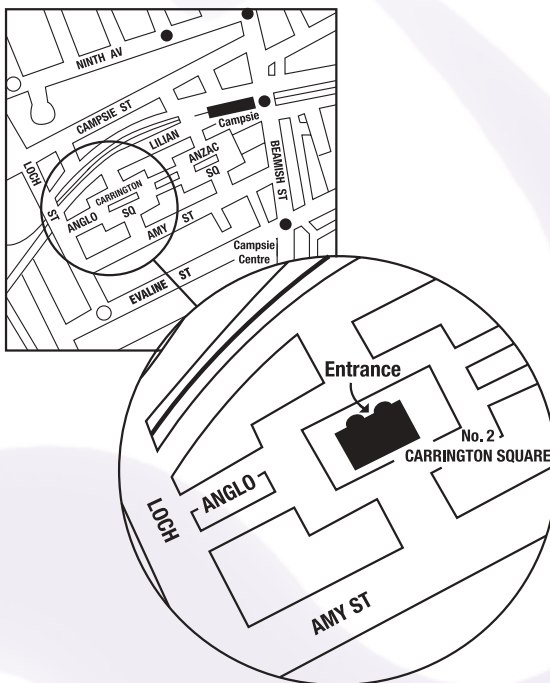 NINTH AV
CAMPSIE ST
Campsie
LILIAN
LOCH ST
ANZAC SQ
BEAMISH ST
CARRINGTON SQ
ANGLO
AMY ST
Campsie
Centre
EVALINE ST
Entrance
No. 2
CARRINGTON SQUARE
ANGLO
LOCH
AMY ST